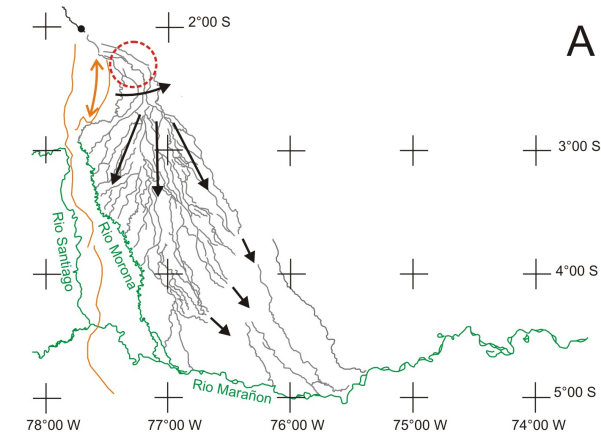 2°00 S
A
3°00 S
Rio Santiago
Rio Morona
4°00 S
Rio Marañon
5°00 S
78°00 W
77°00 W
76°00 W
75°00 W
74°00 W